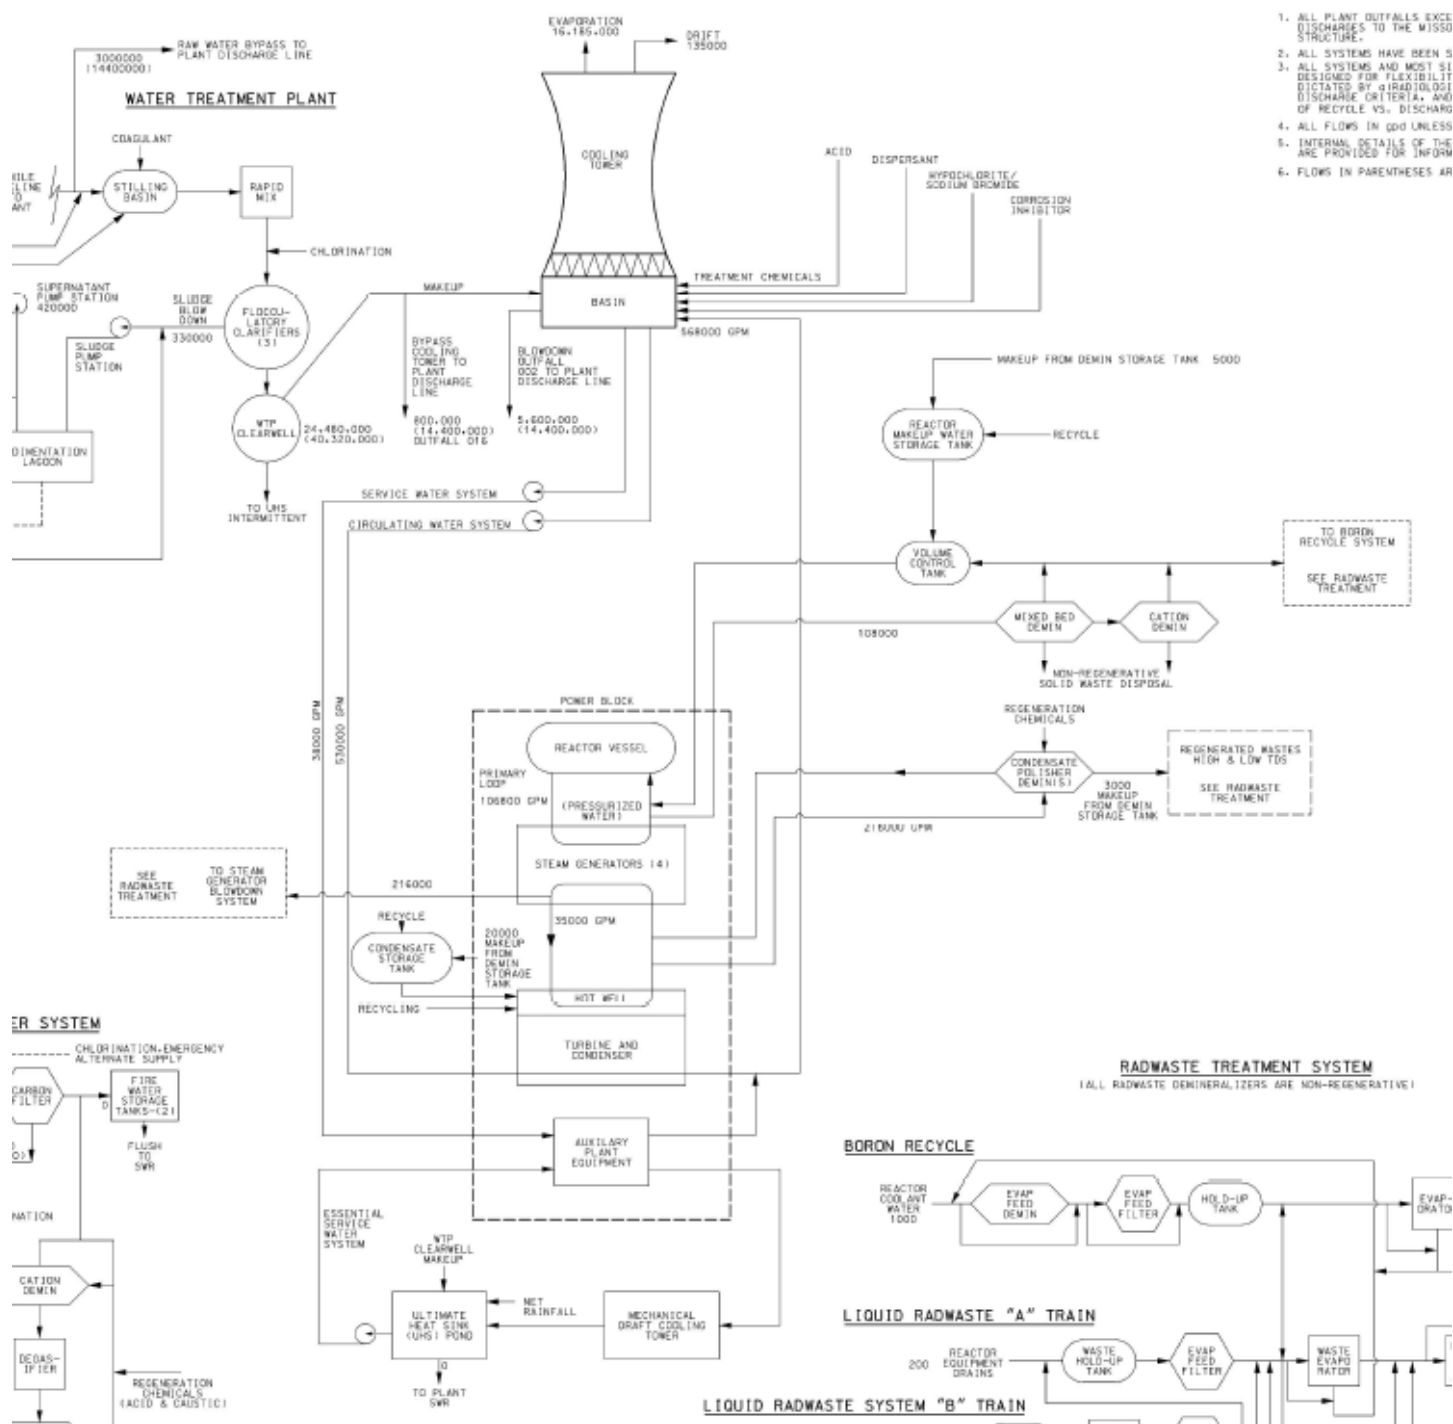 EVAPORATION
16,185,000
DRIFT
135000
RAW WATER BYPASS TO
PLANT DISCHARGE LINE
3000000
(14400000)
1. ALL PLANT OUTFALLS EXCE
DISCHARGES TO THE MISSO
STRUCTURE.
2. ALL SYSTEMS HAVE BEEN S
3. ALL SYSTEMS AND MOST SI
DESIGNED FOR FLEXIBILIT
DICTATED BY
DISCHARGE CRITERIA, AND
OF RECYCLE VS. DISCHARG
4. ALL FLOWS IN gpd UNLESS
5. INTERNAL DETAILS OF THE
ARE PROVIDED FOR INFORM
6. FLOWS IN PARENTHESES AR
WATER TREATMENT PLANT
COAGULANT
STILLING
BASIN
RAPID
MIX
CHLORINATION
COOLING
TOWER
ACID
DISPERSANT
HYPOCHLORITE/
SODIUM BROMIDE
CORROSION
INHIBITOR
TREATMENT CHEMICALS
MAKEUP
BASIN
568000 GPM
SUPERNATANT
PUMP STATION
420000
SLUDGE
BLOW
DOWN
330000
SLUDGE
PUMP
STATION
FLOCCU-
LATORY
CLARIFIERS
(3)
BYPASS
COOLING
TOWER TO
PLANT
DISCHARGE
LINE
800,000
(14,400,000)
OUTFALL 016
BLOWDOWN
OUTFALL
002 TO PLANT
DISCHARGE LINE
5,600,000
(14,400,000)
WTP
CLEARWELL
24,480,000
(40,320,000)
DIMENTATION
LAGOON
TO UHS
INTERMITTENT
MAKEUP FROM DEMIN STORAGE TANK 5000
REACTOR
MAKEUP WATER
STORAGE TANK
RECYCLE
SERVICE WATER SYSTEM
CIRCULATING WATER SYSTEM
VOLUME
CONTROL
TANK
TO BORON
RECYCLE SYSTEM
SEE RADWASTE
TREATMENT
MIXED BED
DEMIN
CATION
DEMIN
108000
NON-REGENERATIVE
SOLID WASTE DISPOSAL
38000 GPM
530000 GPM
POWER BLOCK
REACTOR VESSEL
PRIMARY
LOOP
106800 GPM
(PRESSURIZED
WATER)
REGENERATION
CHEMICALS
CONDENSATE
POLISHER
DEMIN(5)
REGENERATED WASTES
HIGH & LOW TDS
SEE RADWASTE
TREATMENT
3000
MAKEUP
FROM DEMIN
STORAGE TANK
216000 GPM
STEAM GENERATORS (4)
SEE
RADWASTE
TREATMENT
TO STEAM
GENERATOR
BLOWDOWN
SYSTEM
216000
35000 GPM
RECYCLE
CONDENSATE
STORAGE
TANK
20000
MAKEUP
FROM
DEMIN
STORAGE
TANK
HOT WELL
RECYCLING
TURBINE AND
CONDENSER
ER SYSTEM
CHLORINATION-EMERGENCY
ALTERNATE SUPPLY
CARBON
FILTER
FIRE
WATER
STORAGE
TANKS-(2)
0
FLUSH
TO
SWR
AUXILARY
PLANT
EQUIPMENT
RADWASTE TREATMENT SYSTEM
(ALL RADWASTE DEMINERALIZERS ARE NON-REGENERATIVE)
BORON RECYCLE
REACTOR
COOLANT
WATER
1000
EVAP
FEED
DEMIN
EVAP
FEED
FILTER
HOLD-UP
TANK
EVAP-
ORATO
NATION
ESSENTIAL
SERVICE
WATER
SYSTEM
WTP
CLEARWELL
MAKEUP
NET
RAINFALL
CATION
DEMIN
ULTIMATE
HEAT SINK
(UHS) POND
MECHANICAL
DRAFT COOLING
TOWER
0
TO PLANT
SWR
DEGAS-
IFIER
REGENERATION
CHEMICALS
(ACID & CAUSTIC)
LIQUID RADWASTE "A" TRAIN
200
REACTOR
EQUIPMENT
DRAINS
WASTE
HOLD-UP
TANK
EVAP
FEED
FILTER
WASTE
EVAPO
RATOR
LIQUID RADWASTE SYSTEM "B" TRAIN